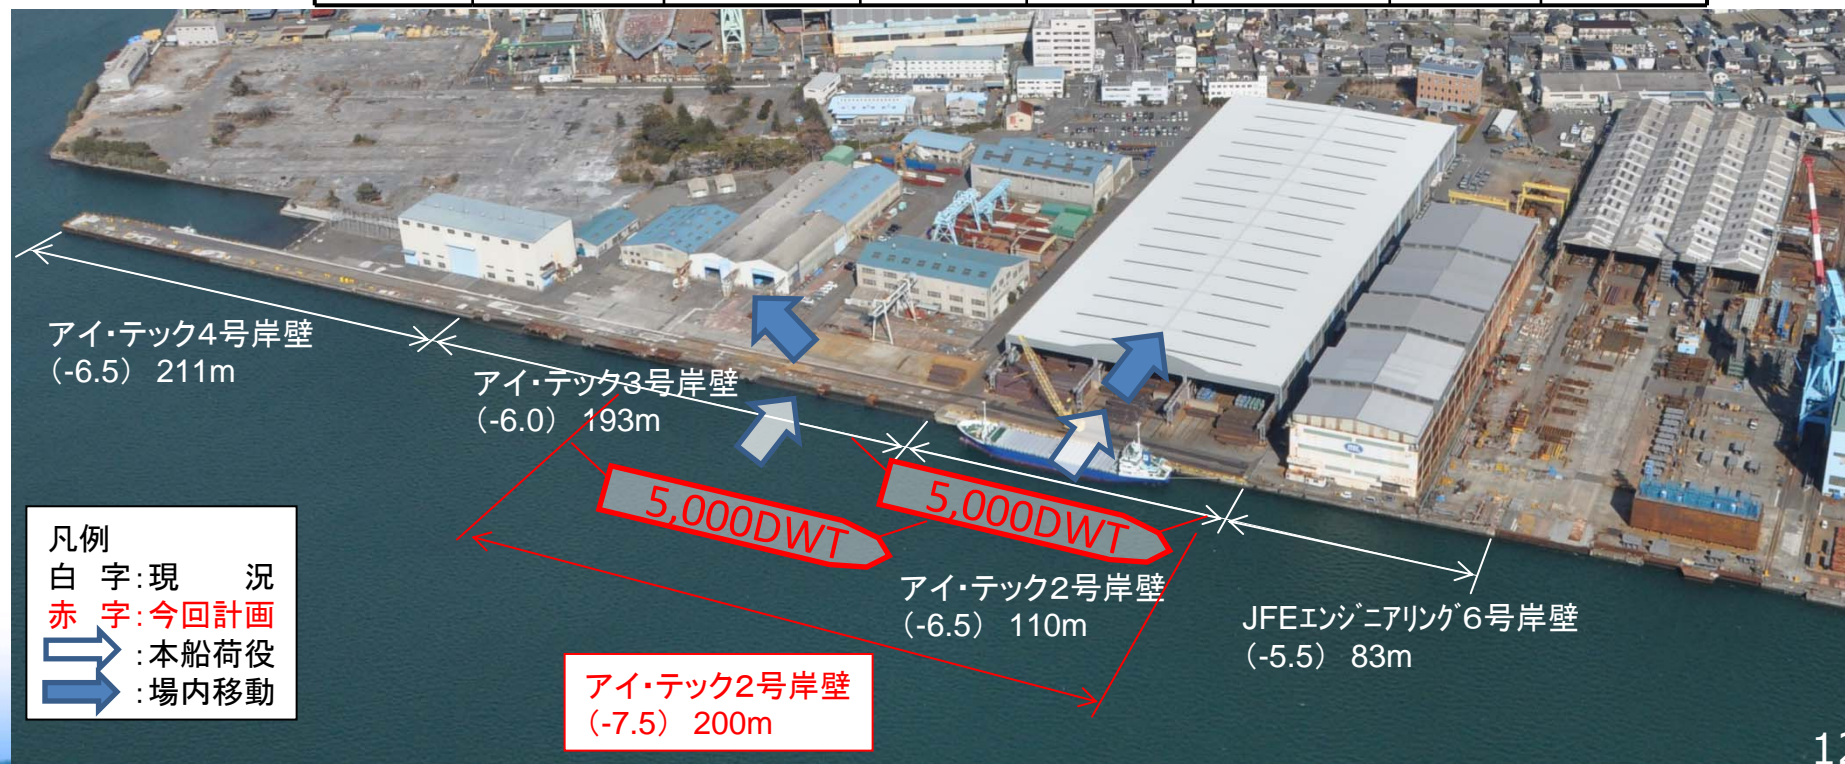 アイ・テック4号岸壁
(-6.5) 211m
アイ・テック3号岸壁
(-6.0) 193m
5,000DWT
5,000DWT
アイ・テック2号岸壁
(-6.5) 110m
JFEエンジニアリング6号岸壁
(-5.5) 83m
アイ・テック2号岸壁
(-7.5) 200m
凡例
白 字:現 況
赤 字:今回計画
:本船荷役
:場内移動